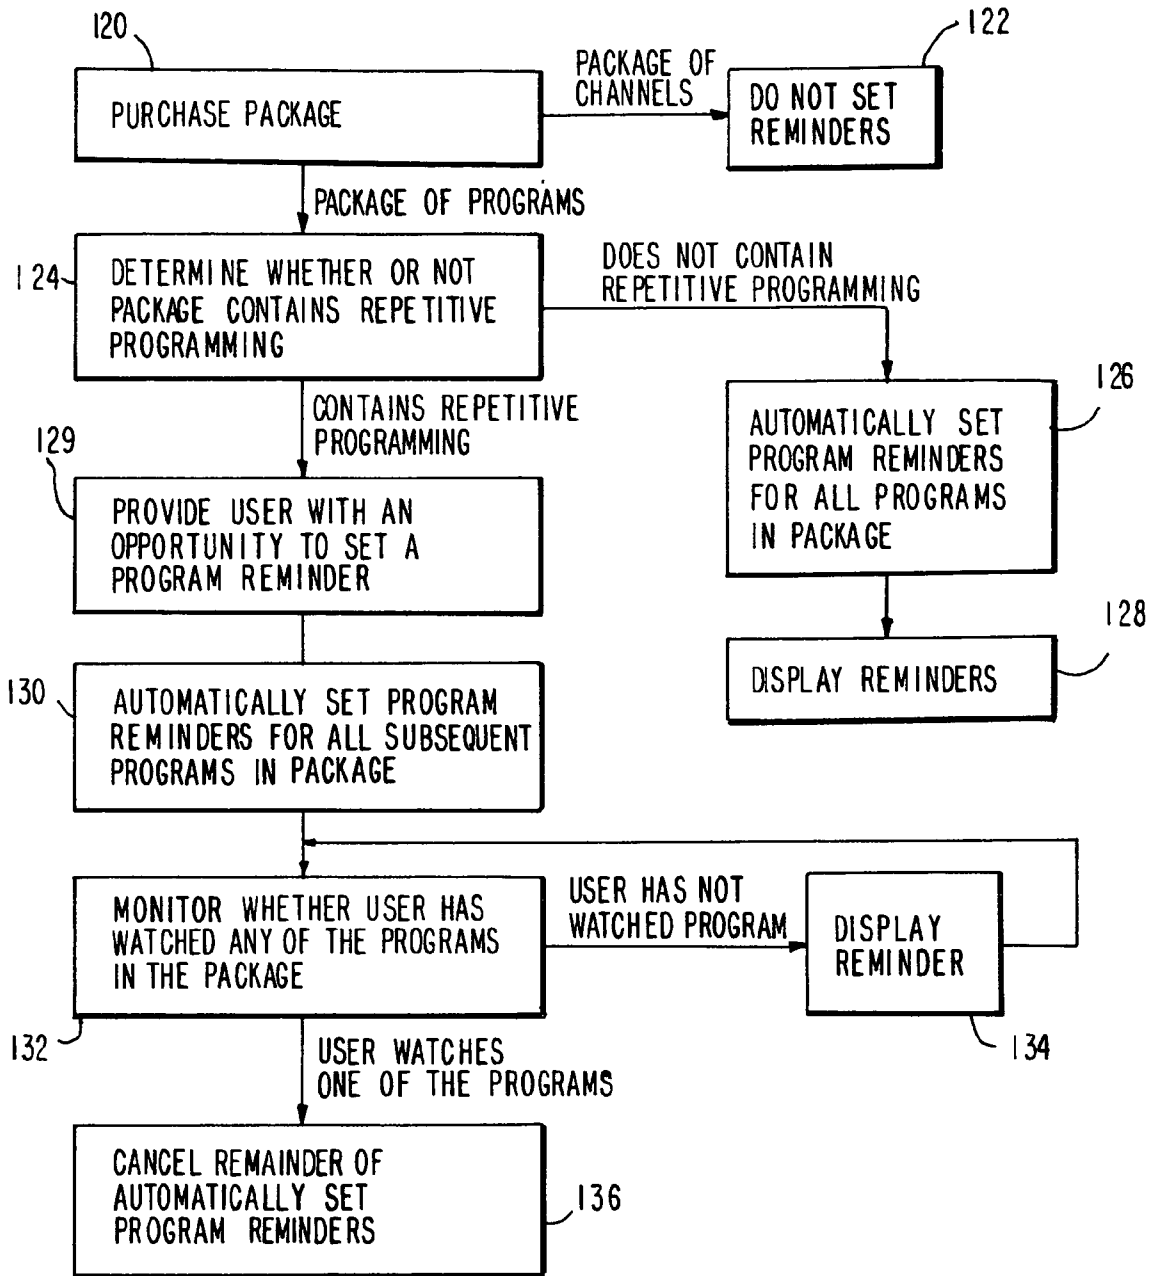 120
122
PURCHASE PACKAGE
PACKAGE OF
CHANNELS
DO NOT SET
REMINDERS
PACKAGE OF PROGRAMS
124
DETERMINE WHETHER OR NOT
PACKAGE CONTAINS REPETITIVE
PROGRAMMING
DOES NOT CONTAIN
REPETITIVE PROGRAMMING
126
AUTOMATICALLY SET
PROGRAM REMINDERS
FOR ALL PROGRAMS
IN PACKAGE
CONTAINS REPETITIVE
PROGRAMMING
129
PROVIDE USER WITH AN
OPPORTUNITY TO SET A
PROGRAM REMINDER
128
DISPLAY REMINDERS
130
AUTOMATICALLY SET PROGRAM
REMINDERS FOR ALL SUBSEQUENT
PROGRAMS IN PACKAGE
MONITOR WHETHER USER HAS
WATCHED ANY OF THE PROGRAMS
IN THE PACKAGE
132
USER HAS NOT
WATCHED PROGRAM
DISPLAY
REMINDER
134
USER WATCHES
ONE OF THE PROGRAMS
CANCEL REMAINDER OF
AUTOMATICALLY SET
PROGRAM REMINDERS
136